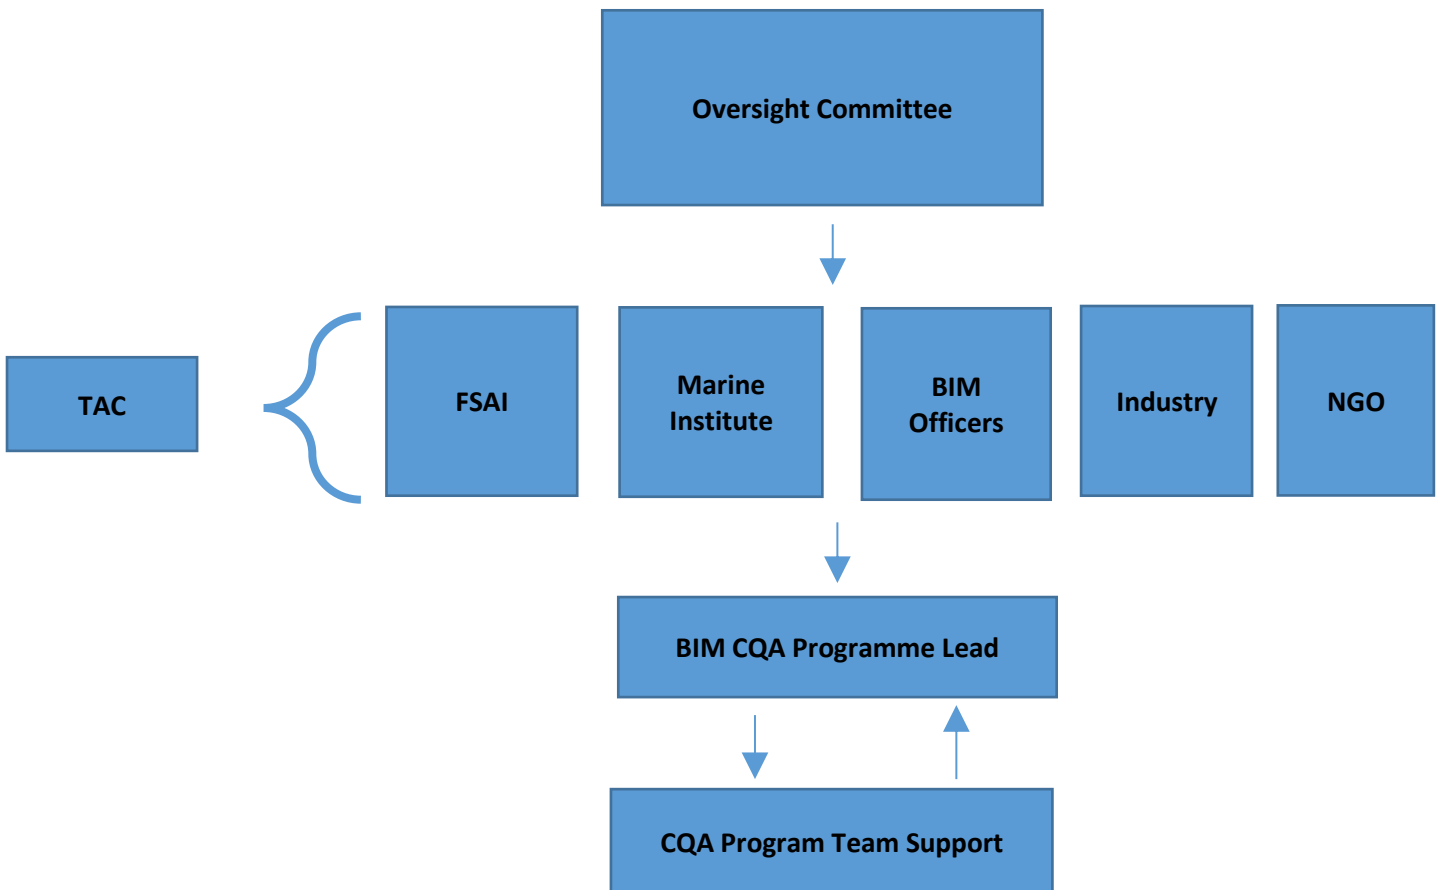 Oversight Committee
TAC
FSAI
Marine
Institute
BIM
Officers
Industry
NGO
BIM CQA Programme Lead
CQA Program Team Support